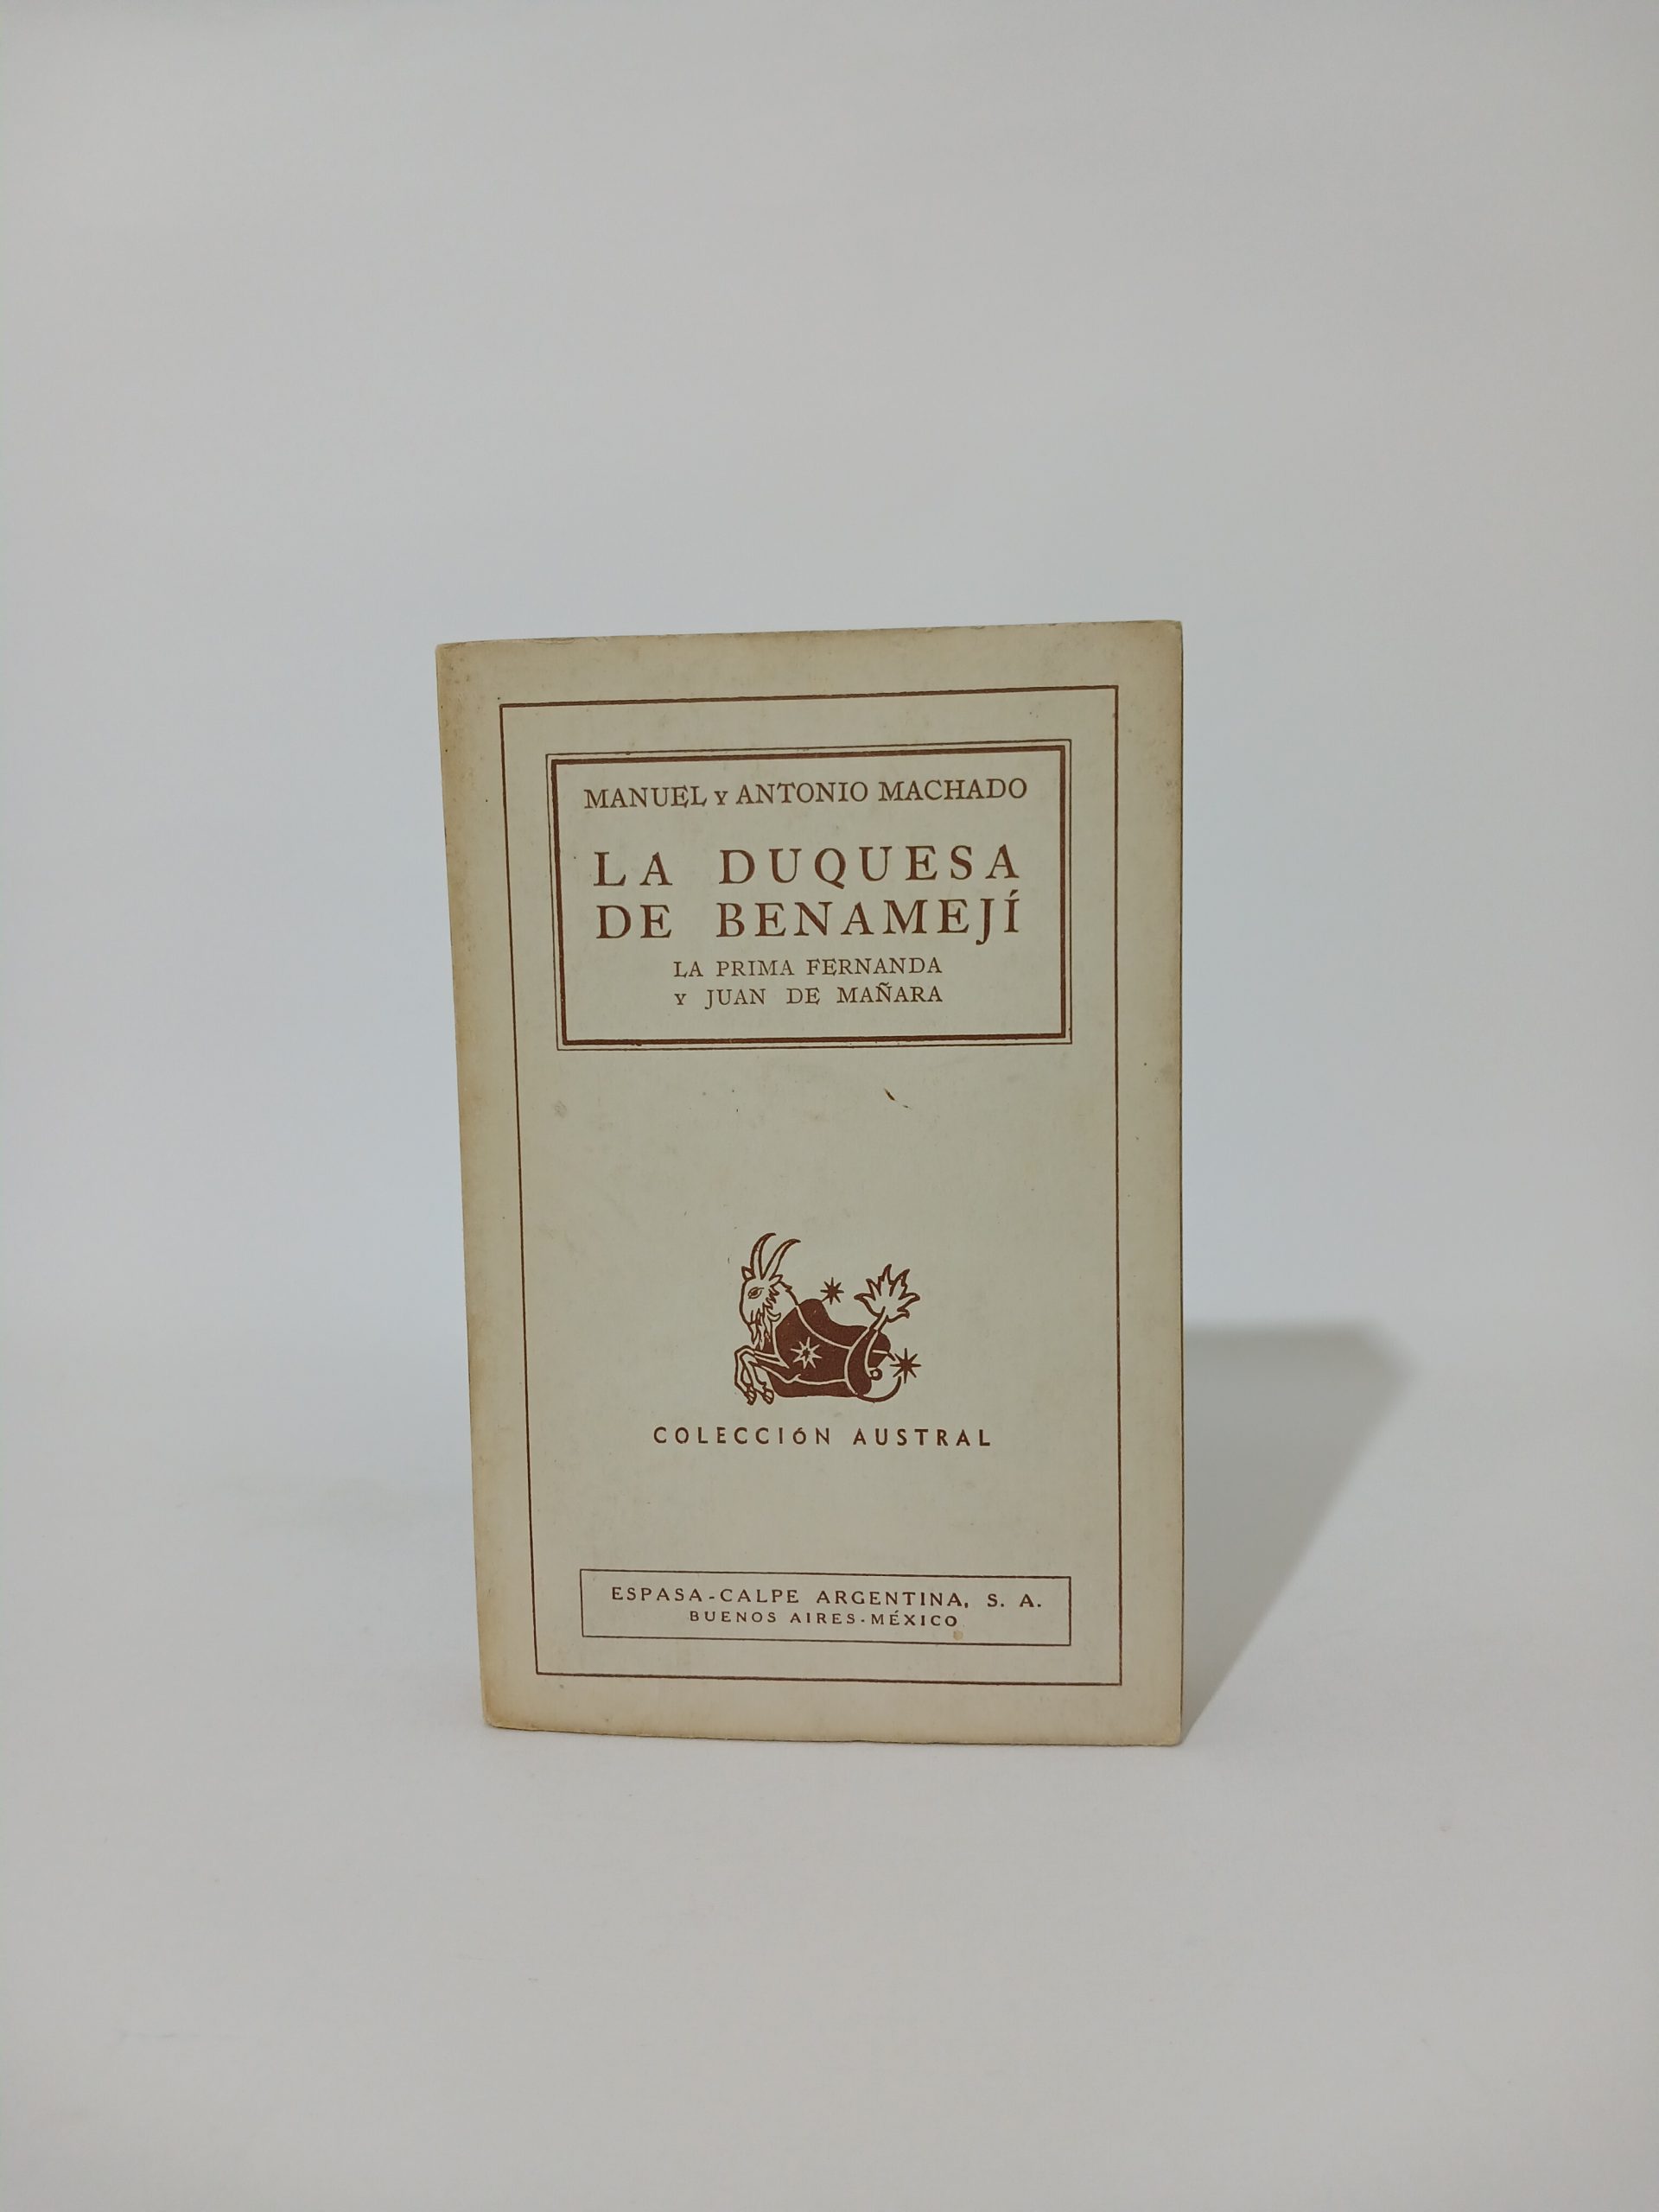 MANUEL Y ANTONIO MACHADO
LA DUQUESA
DE BENAMEJÍ
LA PRIMA FERNANDA
Y JUAN DE MAÑARA
COLECCIÓN AUSTRAL
ESPASA-CALPE ARGENTINA, S. A.
BUENOS AIRES-MÉXICO